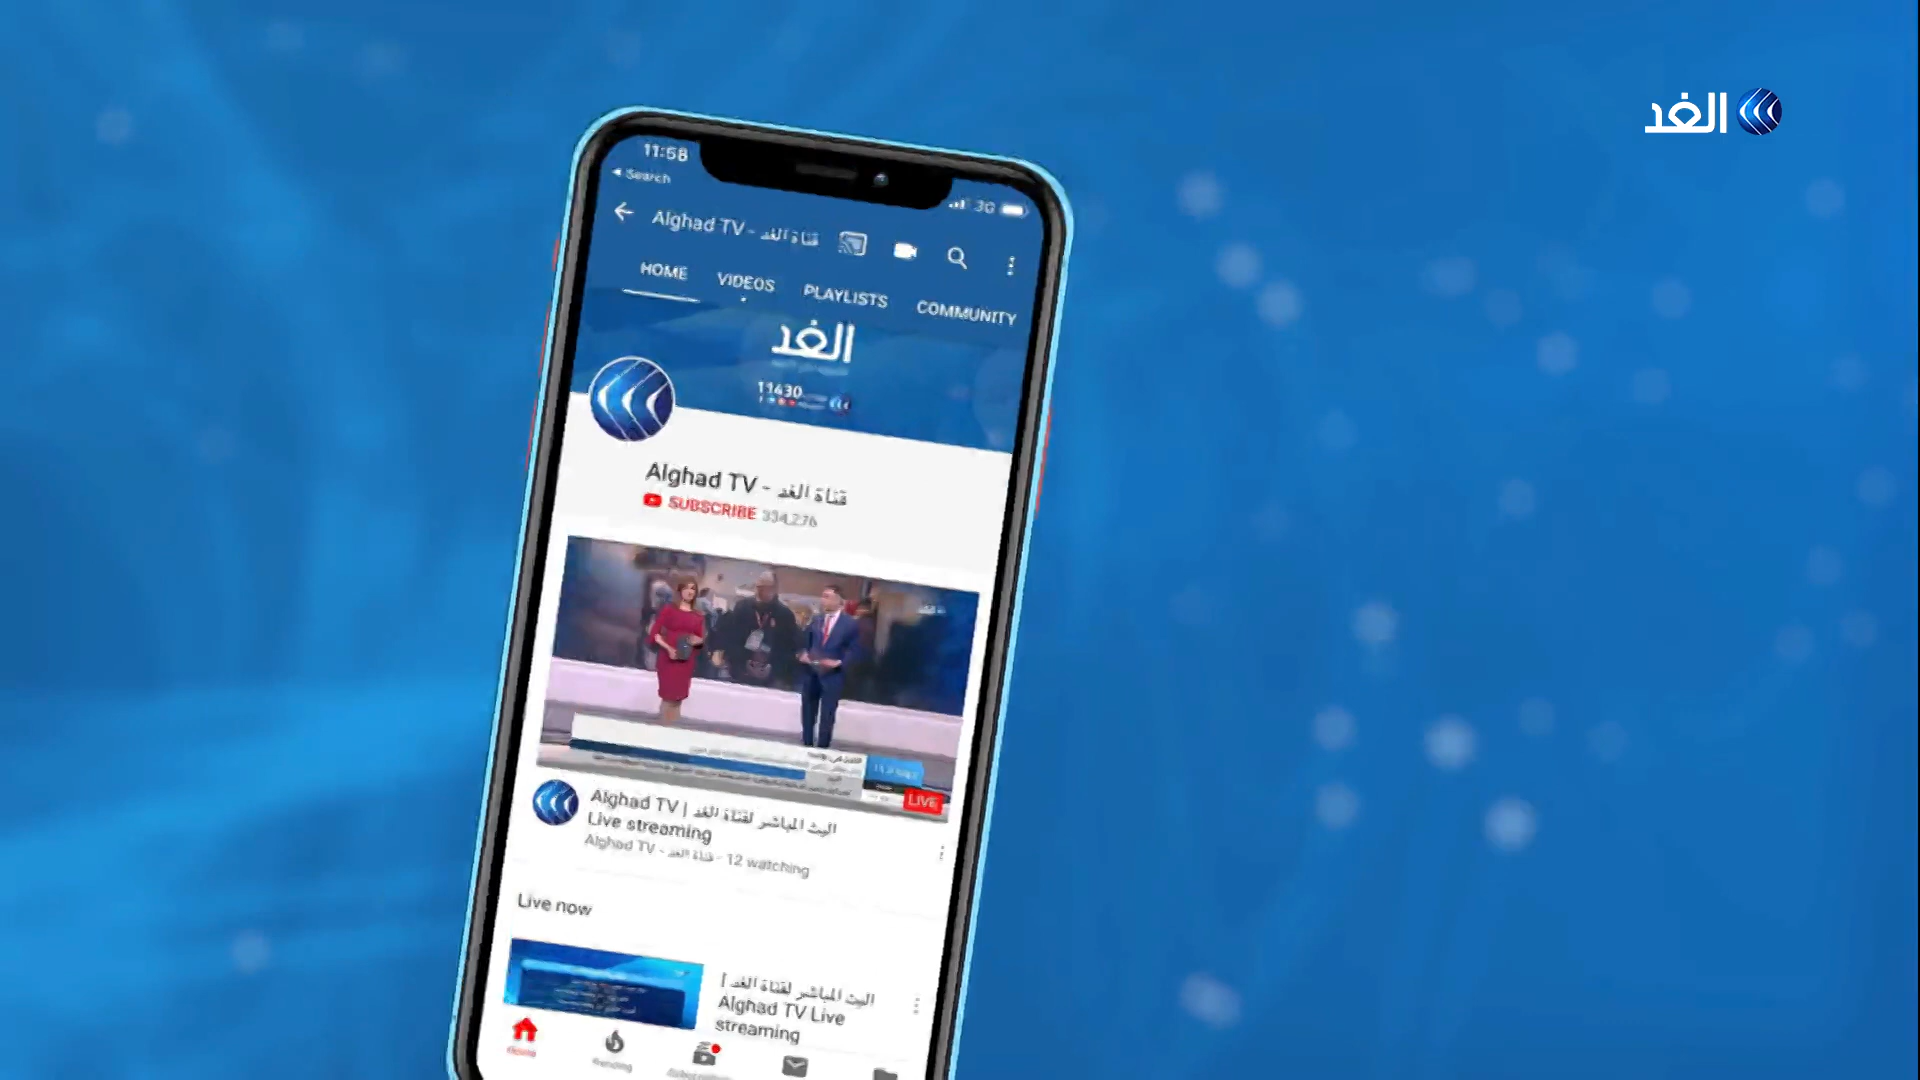 الغد
11:58
Search
3G
Alghad TV - قناة الغد
HOME VIDEOS PLAYLISTS COMMUNITY
الغد
11430
Alghad TV - قناة الغد
SUBSCRIBE 334,276
LIVE
Alghad TV | البث المباشر لقناة الغد
Live streaming
Alghad TV - قناة الغد - 12 watching
Live now
البث المباشر لقناة الغد |
Alghad TV Live
streaming
Home Trending